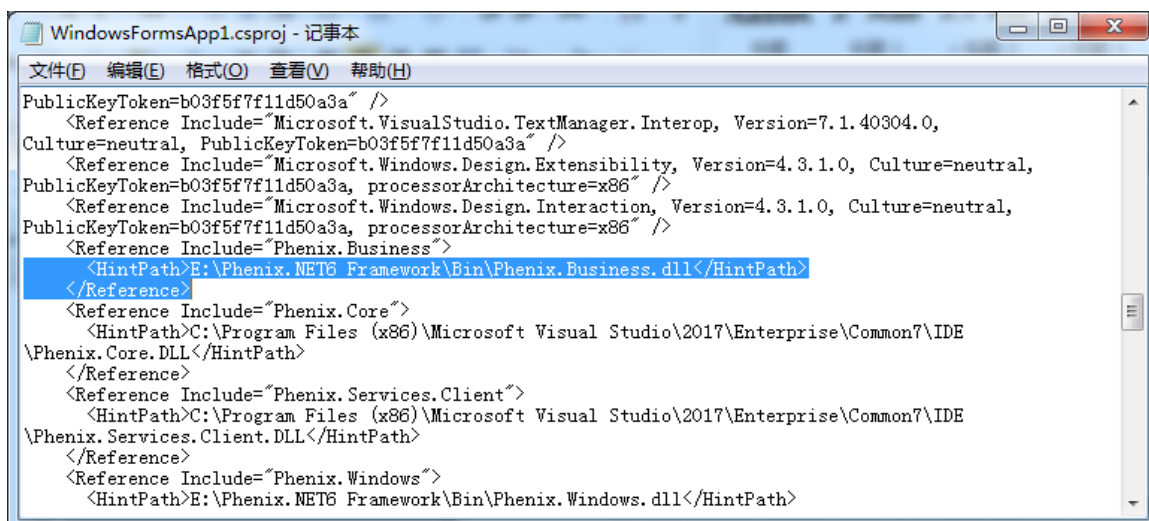 WindowsFormsApp1.csproj - 记事本
文件(F) 编辑(E) 格式(O) 查看(V) 帮助(H)
PublicKeyToken=b03f5f7f11d50a3a" />
<Reference Include="Microsoft.VisualStudio.TextManager.Interop, Version=7.1.40304.0,
Culture=neutral, PublicKeyToken=b03f5f7f11d50a3a" />
<Reference Include="Microsoft.Windows.Design.Extensibility, Version=4.3.1.0, Culture=neutral,
PublicKeyToken=b03f5f7f11d50a3a, processorArchitecture=x86" />
<Reference Include="Microsoft.Windows.Design.Interaction, Version=4.3.1.0, Culture=neutral,
PublicKeyToken=b03f5f7f11d50a3a, processorArchitecture=x86" />
<Reference Include="Phenix.Business">
<HintPath>E:\Phenix.NET6 Framework\Bin\Phenix.Business.dll</HintPath>
</Reference>
<Reference Include="Phenix.Core">
<HintPath>C:\Program Files (x86)\Microsoft Visual Studio\2017\Enterprise\Common7\IDE
\Phenix.Core.DLL</HintPath>
</Reference>
<Reference Include="Phenix.Services.Client">
<HintPath>C:\Program Files (x86)\Microsoft Visual Studio\2017\Enterprise\Common7\IDE
\Phenix.Services.Client.DLL</HintPath>
</Reference>
<Reference Include="Phenix.Windows">
<HintPath>E:\Phenix.NET6 Framework\Bin\Phenix.Windows.dll</HintPath>